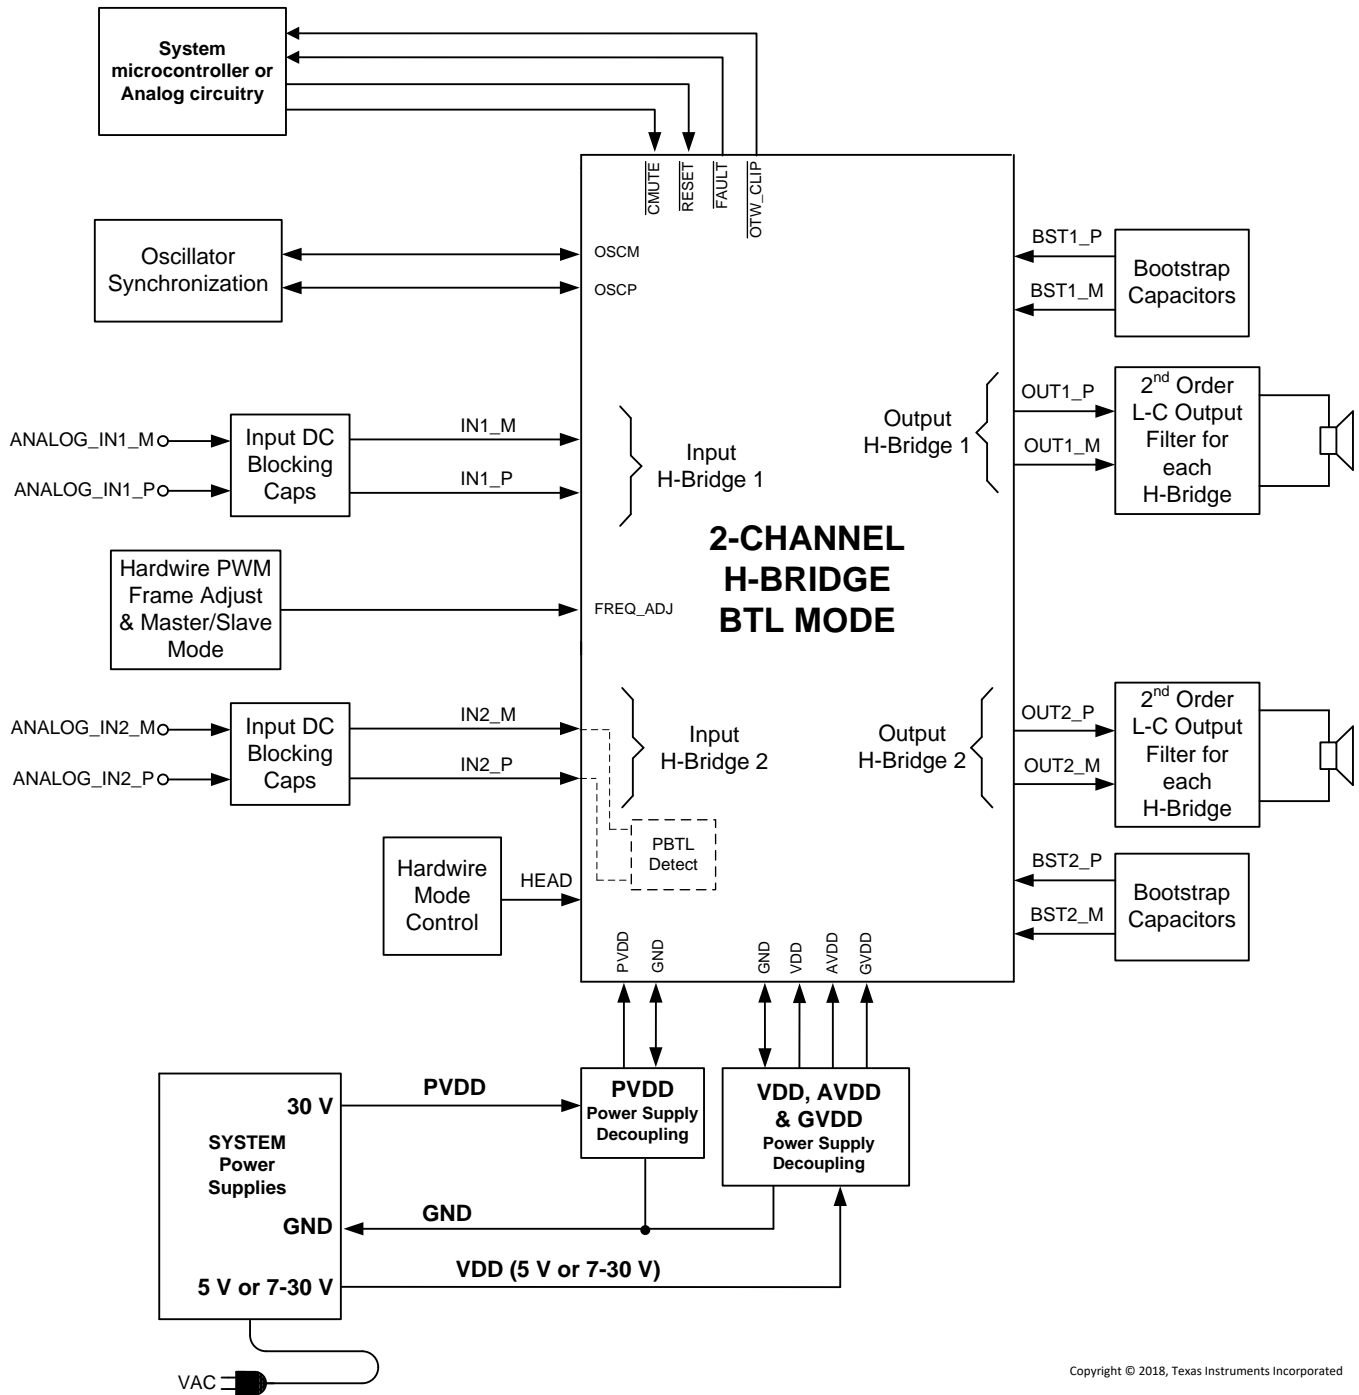 System
microcontroller or
Analog circuitry
CMUTE
RESET
FAULT
OTW_CLIP
Oscillator
Synchronization
OSCM
OSCP
BST1_P
BST1_M
Bootstrap
Capacitors
ANALOG_IN1_M
ANALOG_IN1_P
Input DC
Blocking
Caps
IN1_M
IN1_P
Input
H-Bridge 1
Output
H-Bridge 1
OUT1_P
OUT1_M
2nd Order
L-C Output
Filter for
each
H-Bridge
2-CHANNEL
H-BRIDGE
BTL MODE
Hardwire PWM
Frame Adjust
& Master/Slave
Mode
FREQ_ADJ
ANALOG_IN2_M
ANALOG_IN2_P
Input DC
Blocking
Caps
IN2_M
IN2_P
Input
H-Bridge 2
Output
H-Bridge 2
OUT2_P
OUT2_M
2nd Order
L-C Output
Filter for
each
H-Bridge
PBTL
Detect
Hardwire
Mode
Control
HEAD
BST2_P
BST2_M
Bootstrap
Capacitors
PVDD
GND
GND
VDD
AVDD
GVDD
30 V
SYSTEM
Power
Supplies
GND
5 V or 7-30 V
PVDD
PVDD
Power Supply
Decoupling
VDD, AVDD
& GVDD
Power Supply
Decoupling
GND
VDD (5 V or 7-30 V)
VAC
Copyright © 2018, Texas Instruments Incorporated